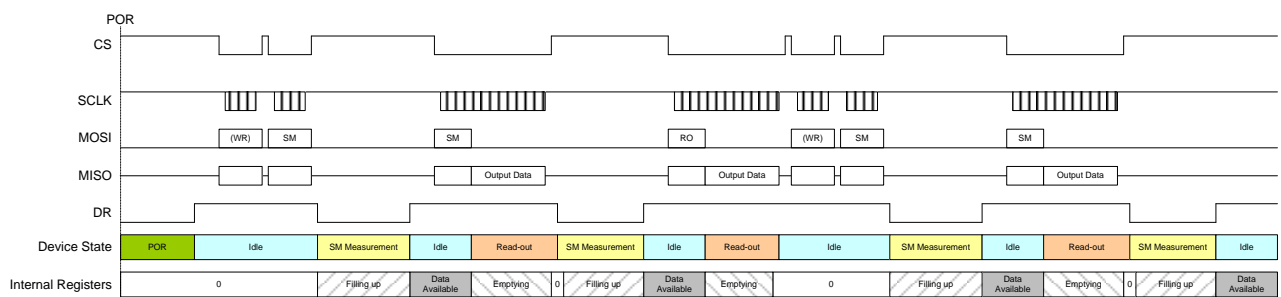 POR
CS
SCLK
MOSI (WR) SM SM RO (WR) SM SM
MISO Output Data Output Data Output Data
DR
Device State POR Idle SM Measurement Idle Read-out SM Measurement Idle Read-out Idle SM Measurement Idle Read-out SM Measurement Idle
Internal Registers 0 Filling up Data Available Emptying 0 Filling up Data Available Emptying 0 Filling up Data Available Emptying 0 Filling up Data Available